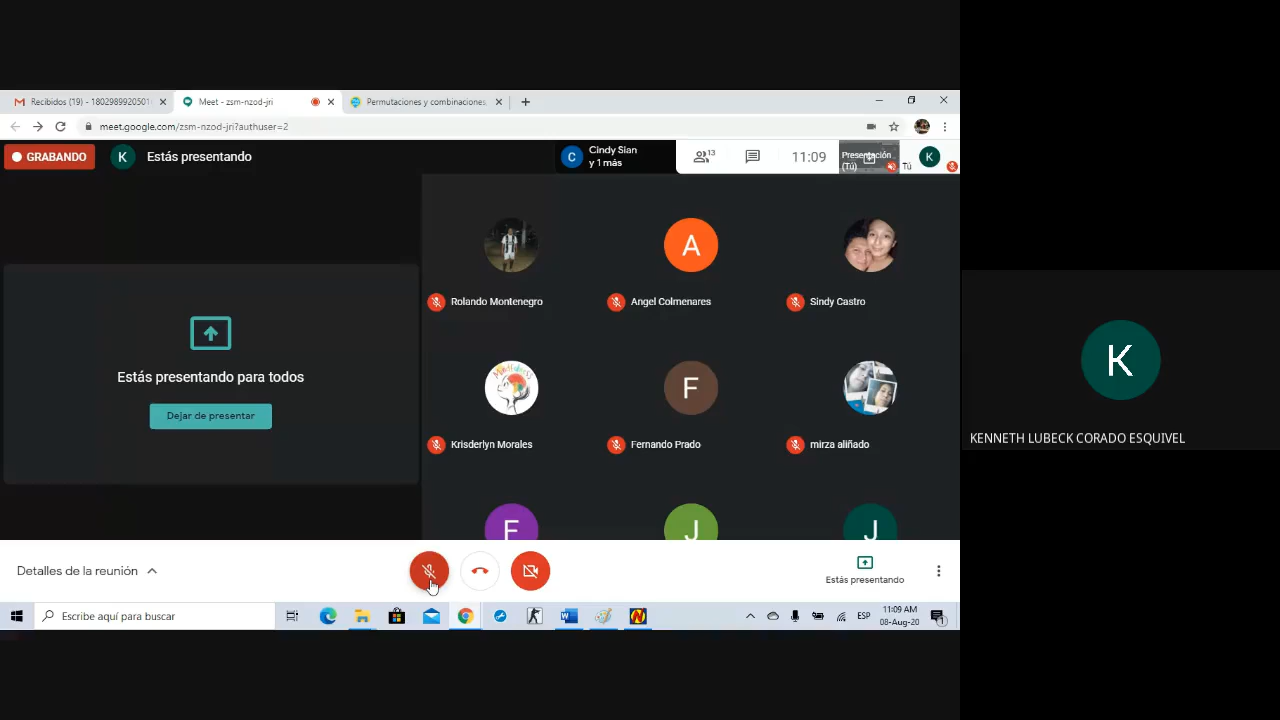 Recibidos (19) - 1802989920501
Meet - zsm-nzod-jri
Permutaciones y combinaciones
meet.google.com/zsm-nzod-jri?authuser=2
GRABANDO
K
Estás presentando
C
Cindy Sian
y 1 más
13
11:09
Presentación
(Tú)
Tú
K
Estás presentando para todos
Dejar de presentar
A
Rolando Montenegro
Angel Colmenares
Sindy Castro
F
Krisderlyn Morales
Fernando Prado
mirza aliñado
J
J
K
KENNETH LUBECK CORADO ESQUIVEL
Detalles de la reunión
Estás presentando
Escribe aquí para buscar
ESP
11:09 AM
08-Aug-20
1